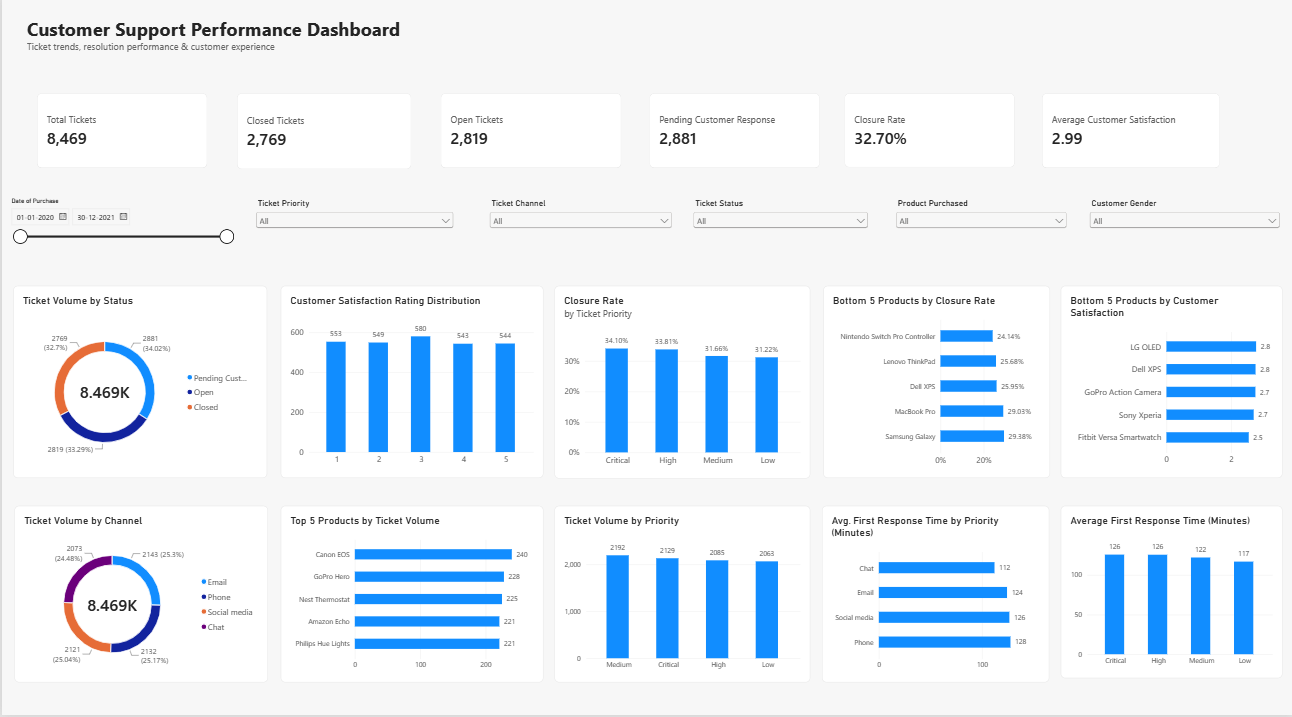 Customer Support Performance Dashboard
Ticket trends, resolution performance & customer experience
Total Tickets
8,469
Closed Tickets
2,769
Open Tickets
2,819
Pending Customer Response
2,881
Closure Rate
32.70%
Average Customer Satisfaction
2.99
Date of Purchase
01-01-2020 30-12-2021
Ticket Priority
All
Ticket Channel
All
Ticket Status
All
Product Purchased
All
Customer Gender
All
Ticket Volume by Status
2769
(32.7%)
2881
(34.02%)
8.469K
2819 (33.29%)
Pending Cust...
Open
Closed
Customer Satisfaction Rating Distribution
600
400
200
0
553
549
580
543
544
1
2
3
4
5
Closure Rate
by Ticket Priority
30%
20%
10%
0%
34.10%
33.81%
31.66%
31.22%
Critical
High
Medium
Low
Bottom 5 Products by Closure Rate
Nintendo Switch Pro Controller 24.14%
Lenovo ThinkPad 25.68%
Dell XPS 25.95%
MacBook Pro 29.03%
Samsung Galaxy 29.38%
0% 20%
Bottom 5 Products by Customer
Satisfaction
LG OLED 2.8
Dell XPS 2.8
GoPro Action Camera 2.7
Sony Xperia 2.7
Fitbit Versa Smartwatch 2.5
0 2
Ticket Volume by Channel
2073
(24.48%)
2143 (25.3%)
8.469K
2121
(25.04%)
2132
(25.17%)
Email
Phone
Social media
Chat
Top 5 Products by Ticket Volume
Canon EOS 240
GoPro Hero 228
Nest Thermostat 225
Amazon Echo 221
Philips Hue Lights 221
0 100 200
Ticket Volume by Priority
2,000
1,000
0
2192
2129
2085
2063
Medium
Critical
High
Low
Avg. First Response Time by Priority
(Minutes)
Chat 112
Email 124
Social media 126
Phone 128
0 100
Average First Response Time (Minutes)
100
50
0
126
126
122
117
Critical
High
Medium
Low